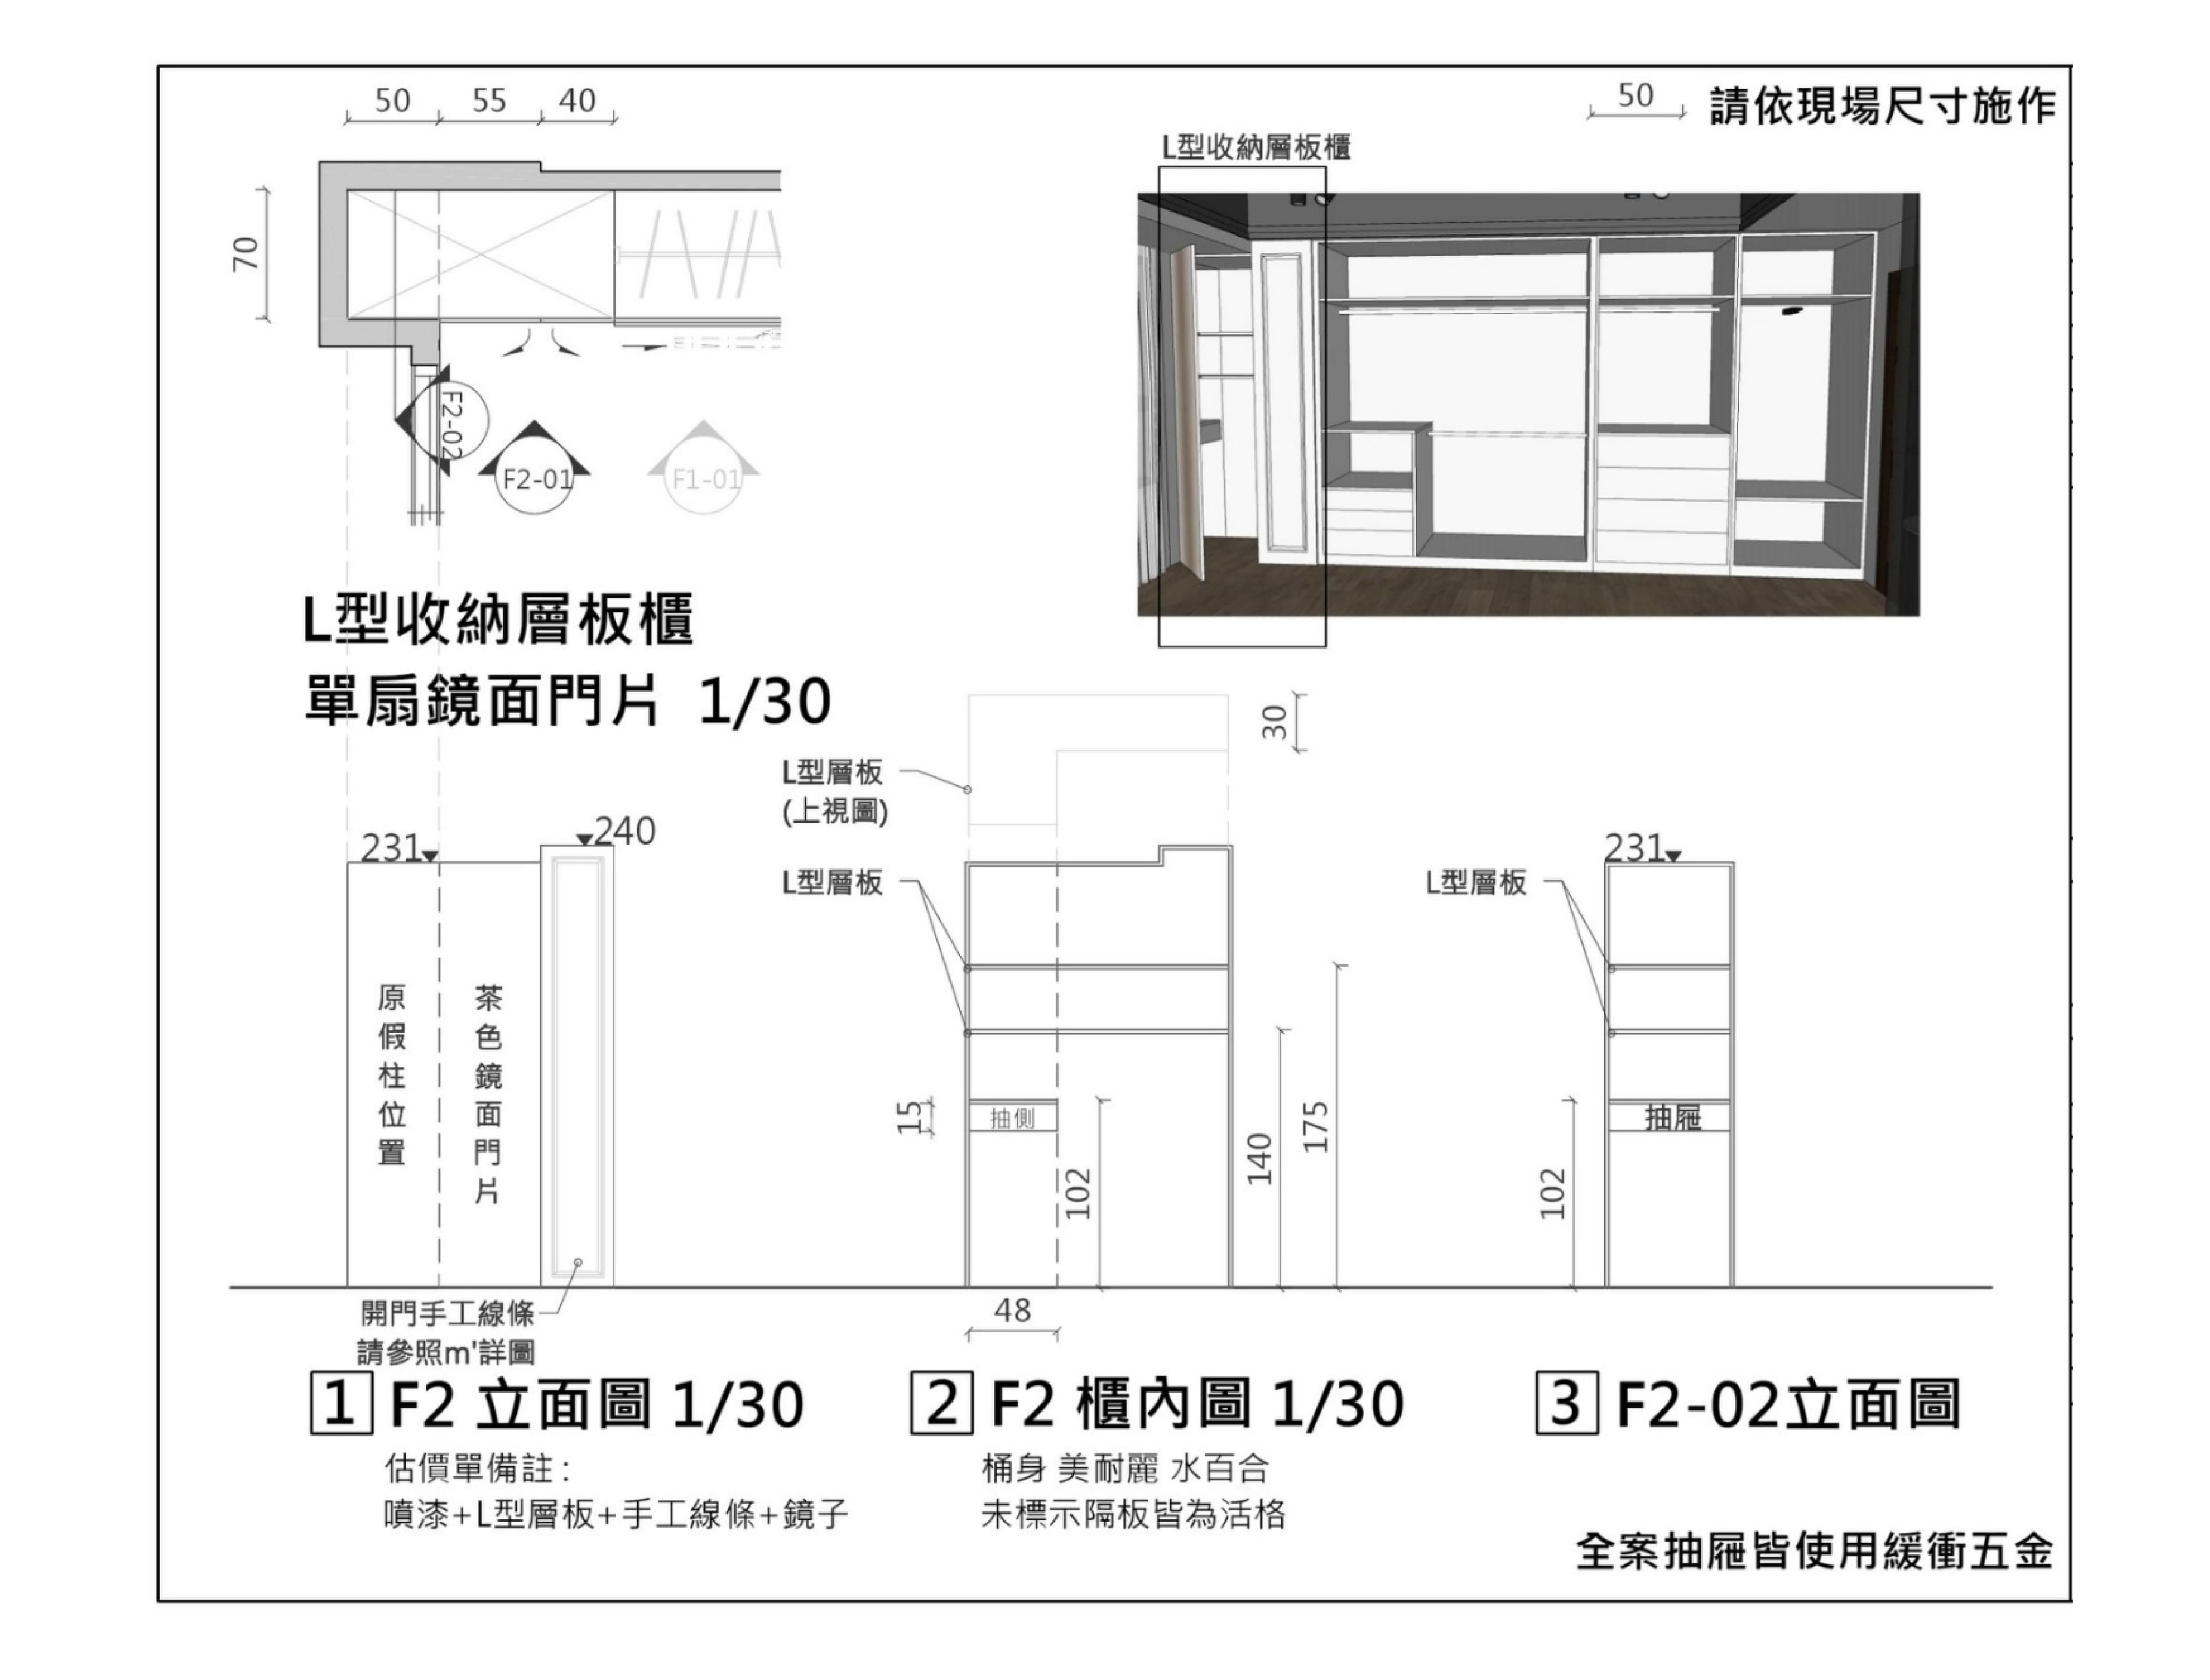 50 55 40
50 請依現場尺寸施作
L型收納層板櫃
70
F2-02
F2-01
F1-01
L型收納層板櫃
單扇鏡面門片 1/30
30
L型層板
(上視圖)
231
240
L型層板
231
L型層板
原假柱位置
茶色鏡面門片
15
抽側
102
140
175
抽屜
102
48
開門手工線條
請參照m'詳圖
1 F2 立面圖 1/30
估價單備註:
噴漆+L型層板+手工線條+鏡子
2 F2 櫃內圖 1/30
桶身 美耐麗 水百合
未標示隔板皆為活格
3 F2-02立面圖
全案抽屜皆使用緩衝五金